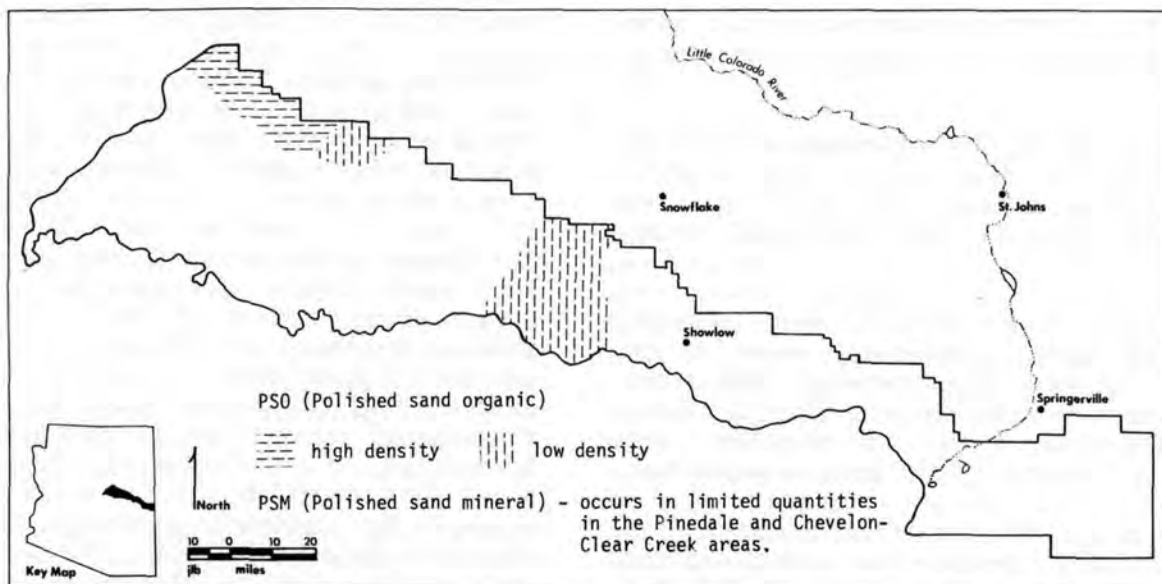 Little Colorado River
Snowflake
St. Johns
Showlow
Springerville
PSO (Polished sand organic)
high density low density
PSM (Polished sand mineral) - occurs in limited quantities
in the Pinedale and Chevelon-
Clear Creek areas.
North
10 0 10 20
jlb miles
Key Map